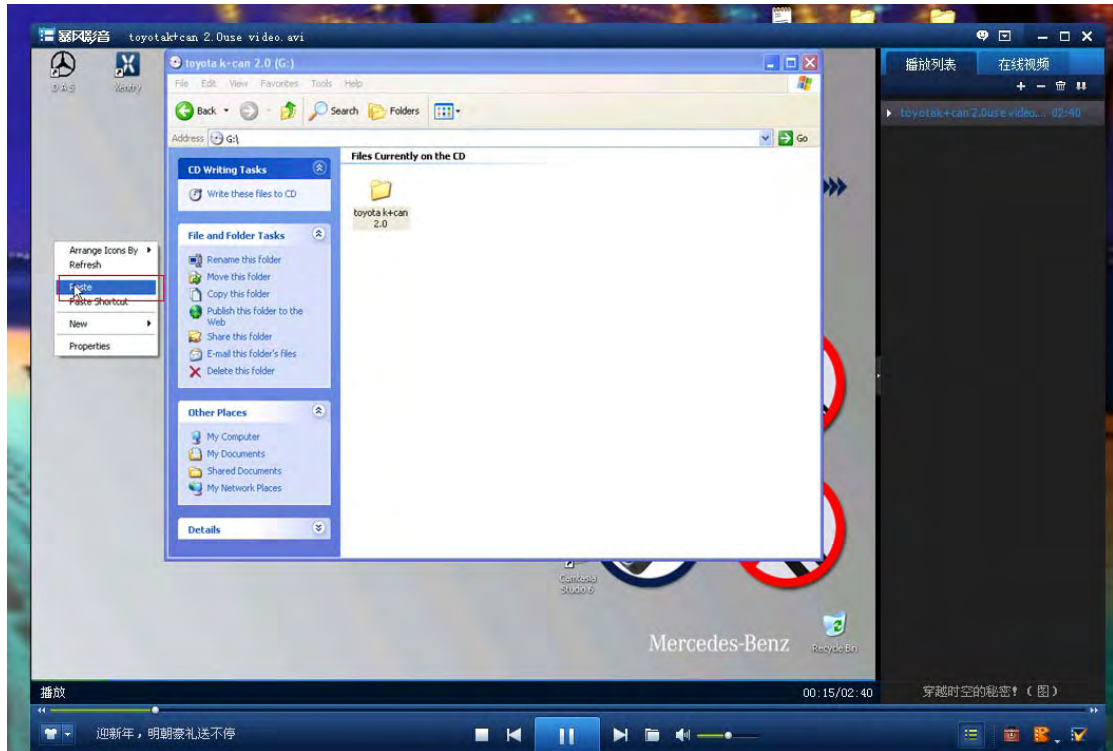 暴风影音 toyotak+can 2.0use video.avi
播放列表 在线视频
toyotak+can 2.0use video.... 02:40
Xentry
toyota k+can 2.0 (G:)
File Edit View Favorites Tools Help
Back Search Folders
Address G:\ Go
CD Writing Tasks
Write these files to CD
File and Folder Tasks
Rename this folder
Move this folder
Copy this folder
Publish this folder to the
Web
Share this folder
E-mail this folder's files
Delete this folder
Other Places
My Computer
My Documents
Shared Documents
My Network Places
Details
Files Currently on the CD
toyota k+can
2.0
Arrange Icons By
Refresh
Paste
Paste Shortcut
New
Properties
Camtasia
Studio 6
Mercedes-Benz
Recycle Bin
播放 00:15/02:40
穿越时空的秘密!(图)
迎新年,明朝豪礼送不停